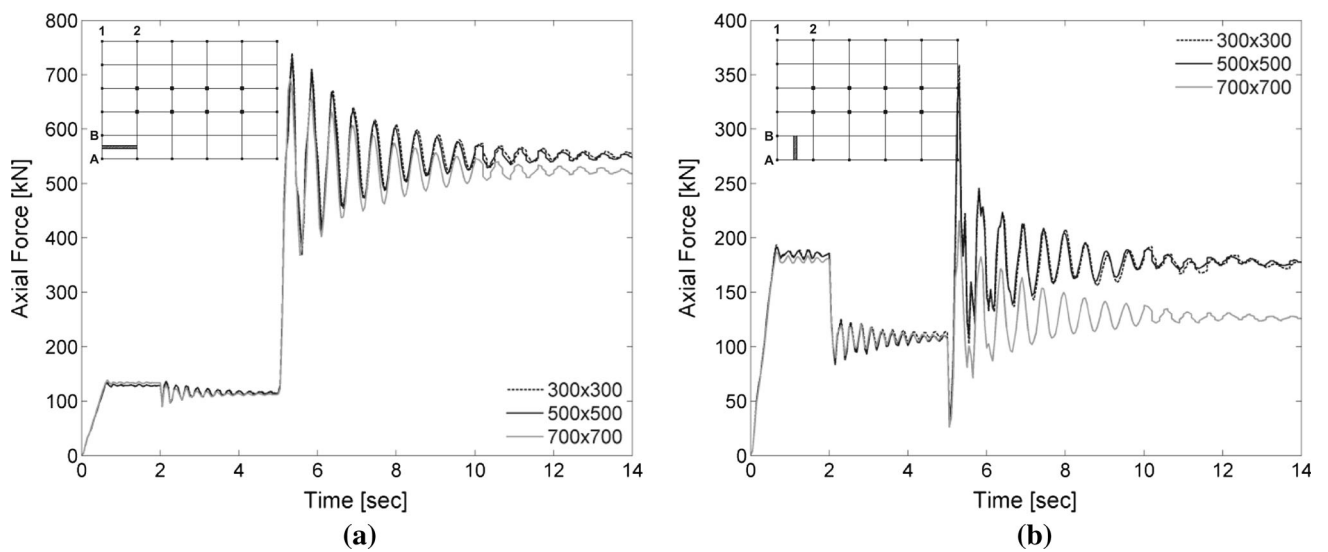 800
700
600
500
400
300
200
100
0
Axial Force [kN]
1 2
B
A
300x300
500x500
700x700
0 2 4 6 8 10 12 14
Time [sec]
(a)
400
350
300
250
200
150
100
50
0
Axial Force [kN]
1 2
B
A
300x300
500x500
700x700
0 2 4 6 8 10 12 14
Time [sec]
(b)